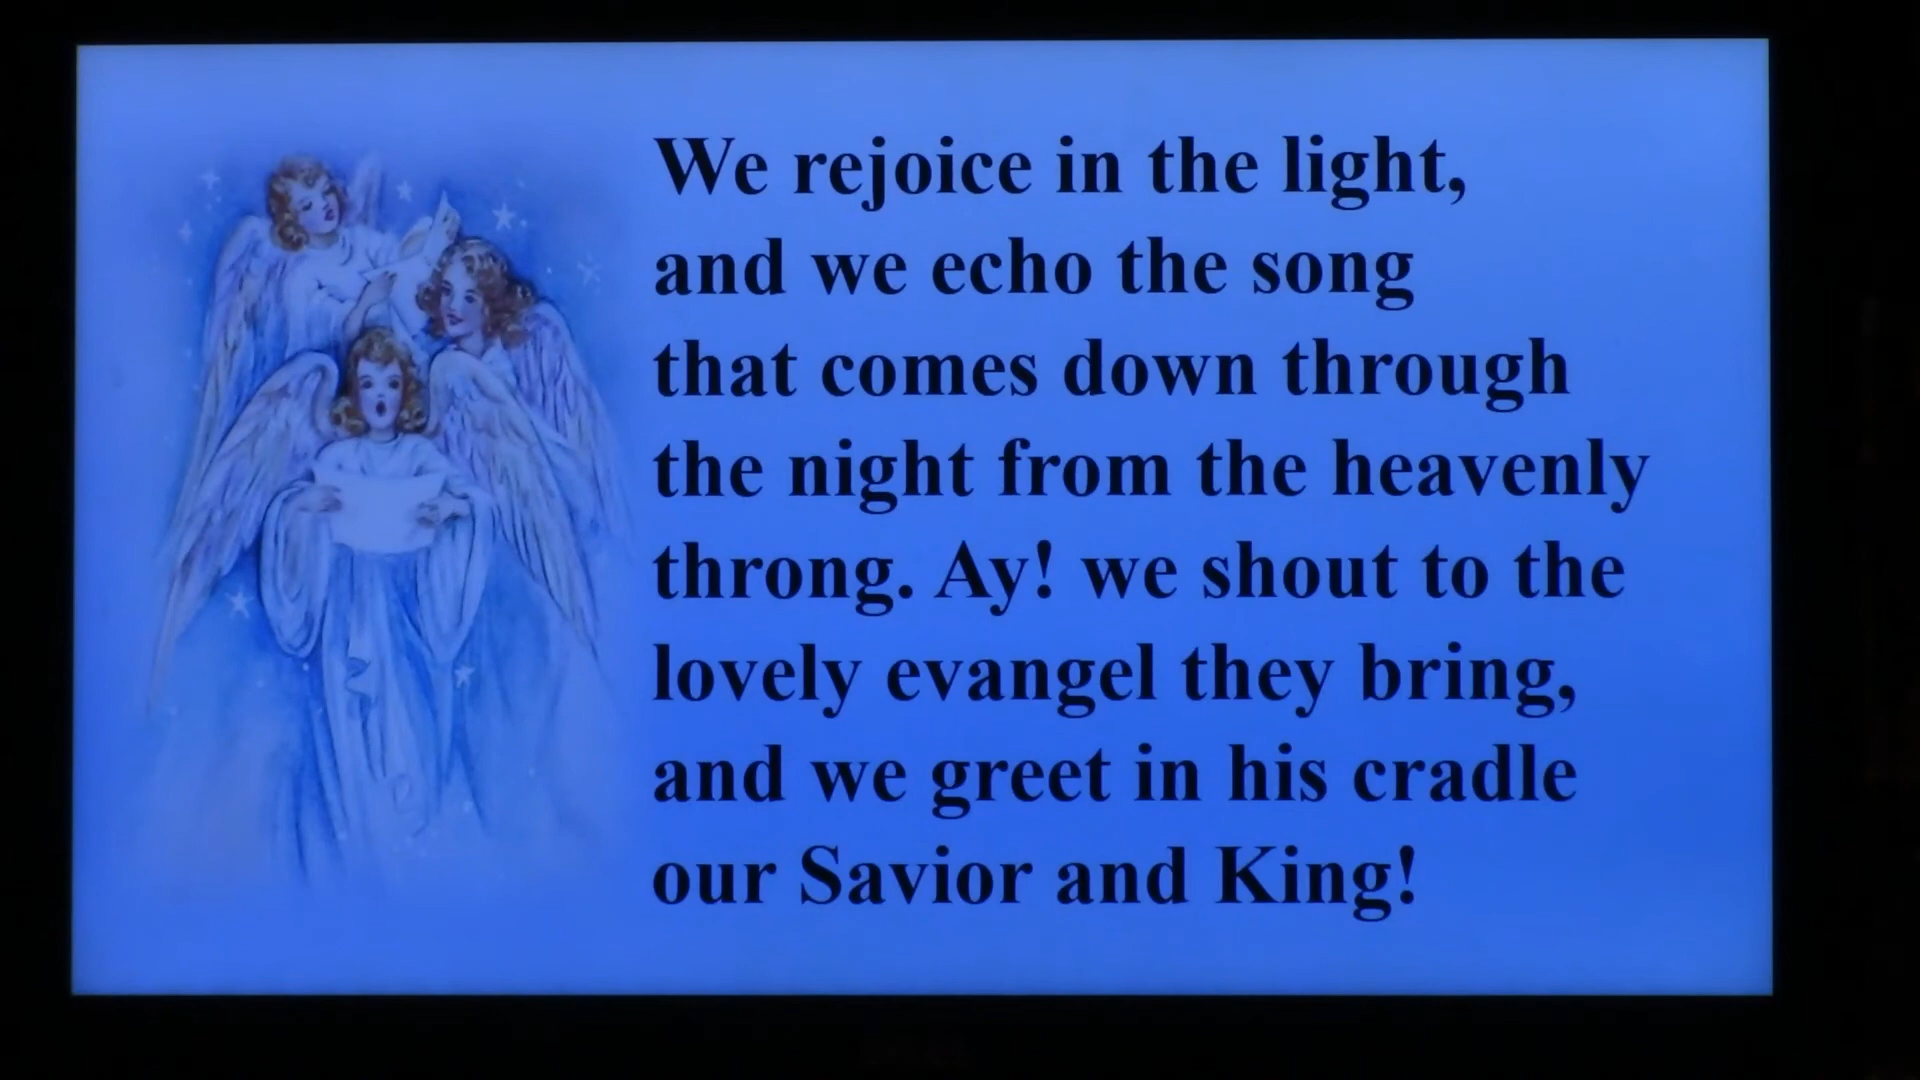 We rejoice in the light,
and we echo the song
that comes down through
the night from the heavenly
throng. Ay! we shout to the
lovely evangel they bring,
and we greet in his cradle
our Savior and King!